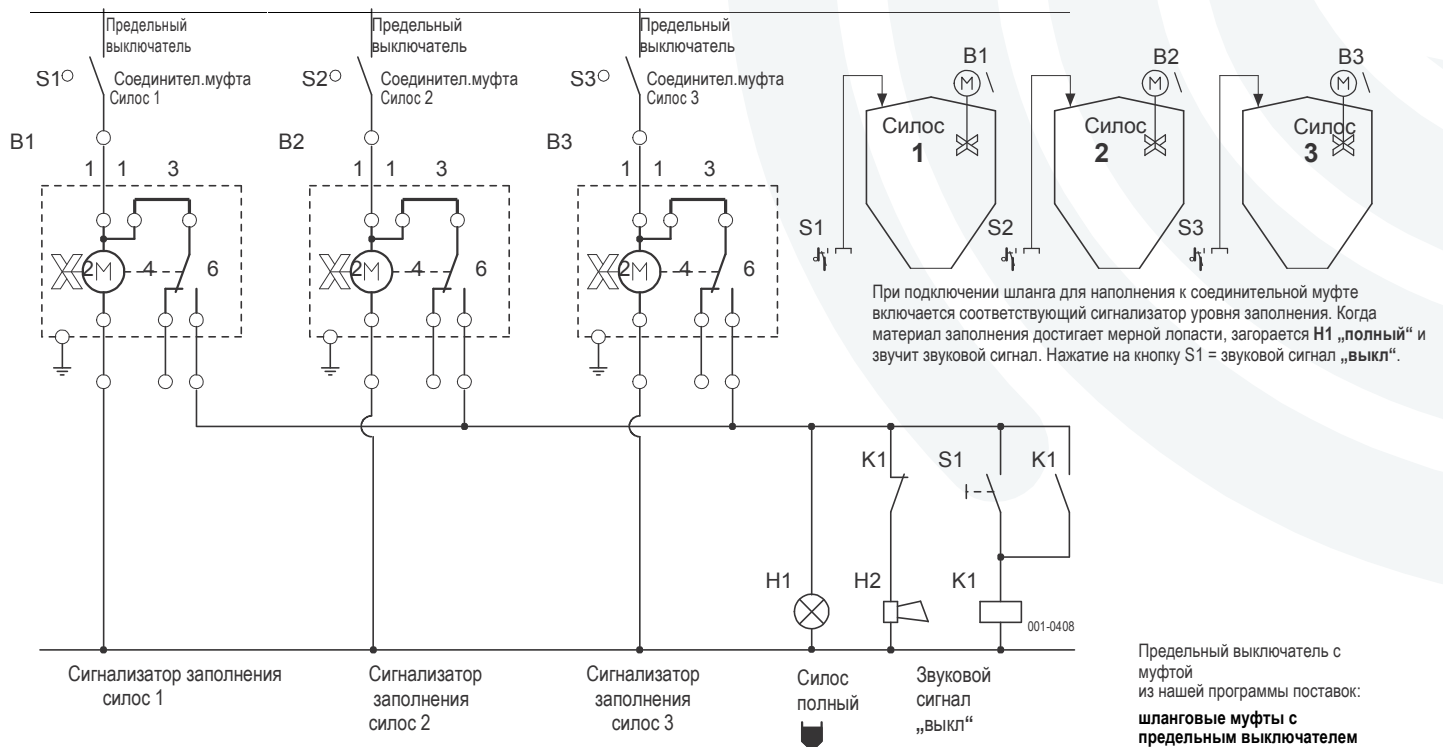 Предельный
выключатель
Предельный
выключатель
Предельный
выключатель
S1
Соединител.муфта
Силос 1
S2
Соединител.муфта
Силос 2
S3
Соединител.муфта
Силос 3
B1
1 1 3
B2
1 1 3
B3
1 1 3
2 M 4 6
2 M 4 6
2 M 4 6
B1
M
B2
M
B3
M
Силос
1
Силос
2
Силос
3
S1
S2
S3
При подключении шланга для наполнения к соединительной муфте
включается соответствующий сигнализатор уровня заполнения. Когда
материал заполнения достигает мерной лопасти, загорается H1 „полный“ и
звучит звуковой сигнал. Нажатие на кнопку S1 = звуковой сигнал „выкл“.
K1 S1 K1
H1 H2 K1
001-0408
Сигнализатор заполнения
силос 1
Сигнализатор
заполнения
силос 2
Сигнализатор
заполнения
силос 3
Силос
полный
Звуковой
сигнал
„выкл“
Предельный выключатель с
муфтой
из нашей программы поставок:
шланговые муфты с
предельным выключателем